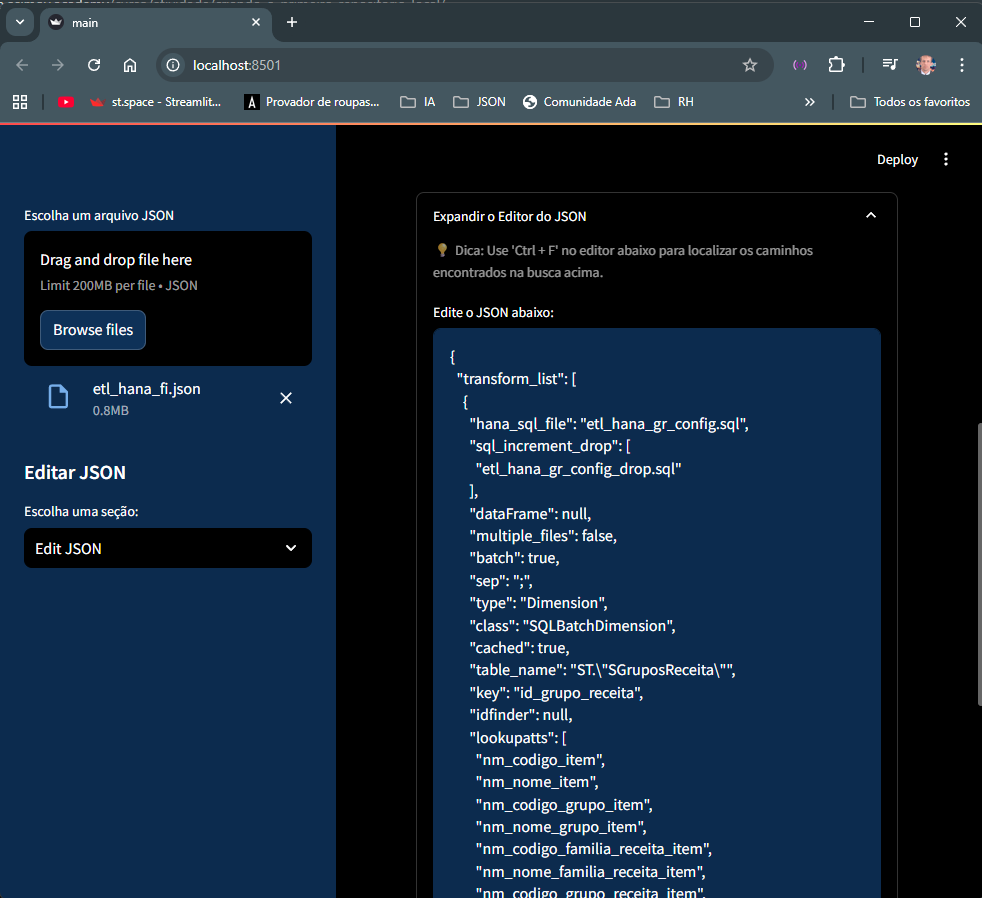 main
localhost:8501
st.space - Streamlit...
A Provador de roupas...
IA
JSON
Comunidade Ada
RH
Todos os favoritos
Deploy
Escolha um arquivo JSON
Drag and drop file here
Limit 200MB per file • JSON
Browse files
etl_hana_fi.json
0.8MB
Editar JSON
Escolha uma seção:
Edit JSON
Expandir o Editor do JSON
Dica: Use 'Ctrl + F' no editor abaixo para localizar os caminhos
encontrados na busca acima.
Edite o JSON abaixo:
{
"transform_list": [
{
"hana_sql_file": "etl_hana_gr_config.sql",
"sql_increment_drop": [
"etl_hana_gr_config_drop.sql"
],
"dataFrame": null,
"multiple_files": false,
"batch": true,
"sep": ";",
"type": "Dimension",
"class": "SQLBatchDimension",
"cached": true,
"table_name": "ST.\"SGruposReceita\"",
"key": "id_grupo_receita",
"idfinder": null,
"lookupatts": [
"nm_codigo_item",
"nm_nome_item",
"nm_codigo_grupo_item",
"nm_nome_grupo_item",
"nm_codigo_familia_receita_item",
"nm_nome_familia_receita_item",
"nm_codigo_grupo_receita_item",